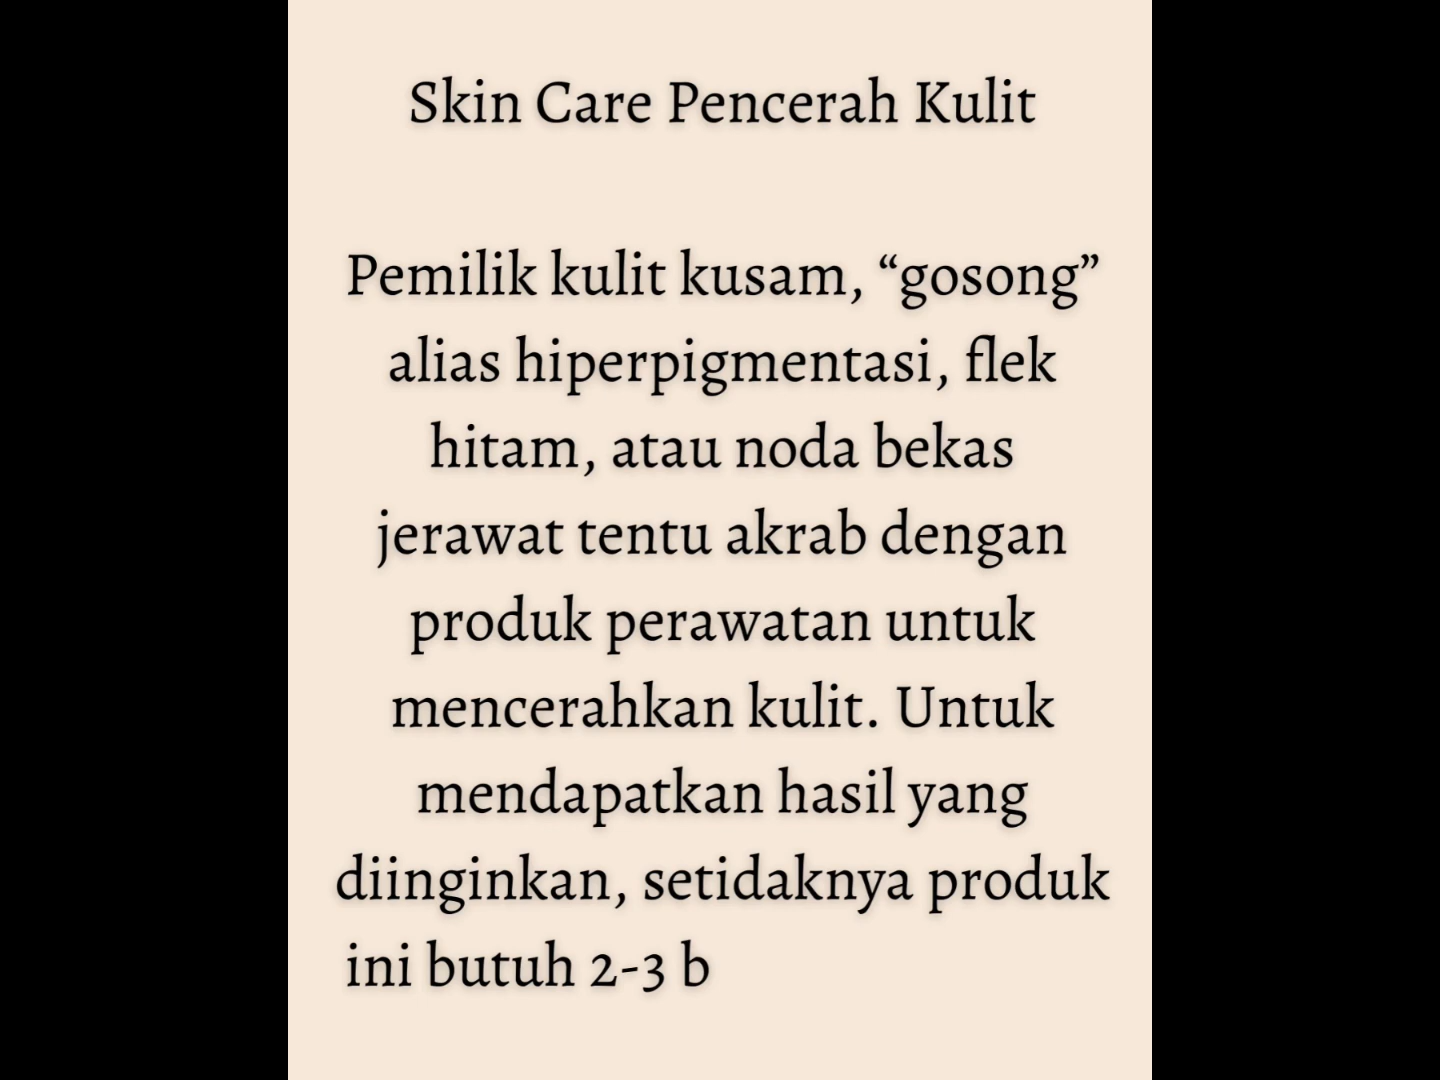 Skin Care Pencerah Kulit
Pemilik kulit kusam, “gosong”
alias hiperpigmentasi, flek
hitam, atau noda bekas
jerawat tentu akrab dengan
produk perawatan untuk
mencerahkan kulit. Untuk
mendapatkan hasil yang
diinginkan, setidaknya produk
ini butuh 2-3 b